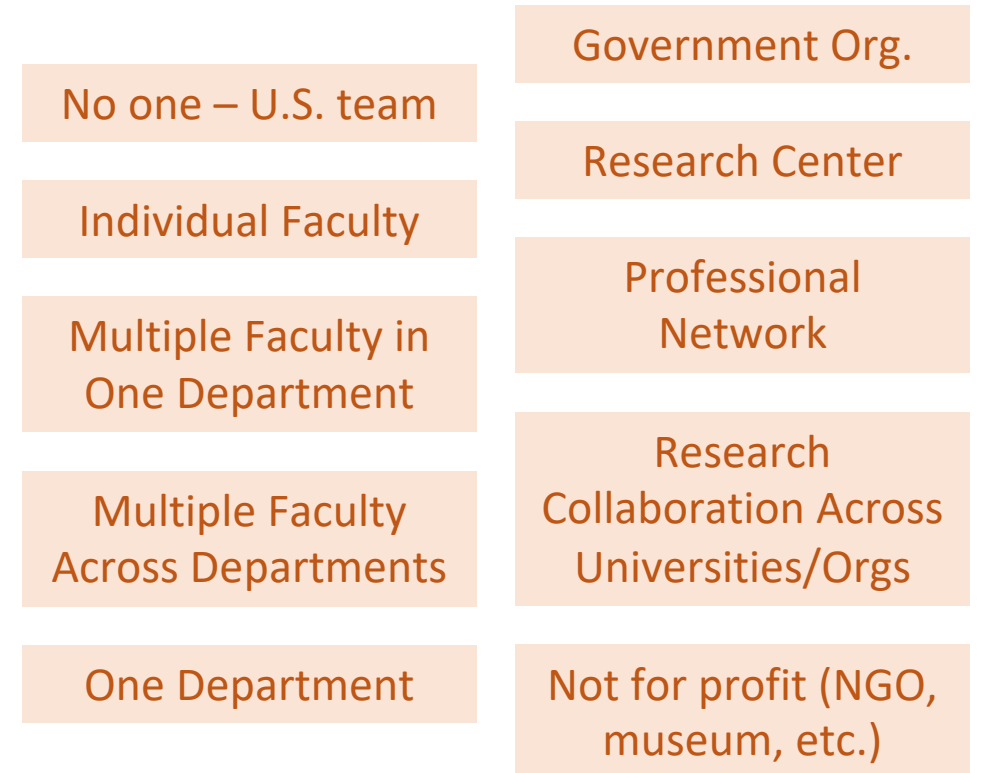 No one – U.S. team
Individual Faculty
Multiple Faculty in
One Department
Multiple Faculty
Across Departments
One Department
Government Org.
Research Center
Professional
Network
Research
Collaboration Across
Universities/Orgs
Not for profit (NGO,
museum, etc.)